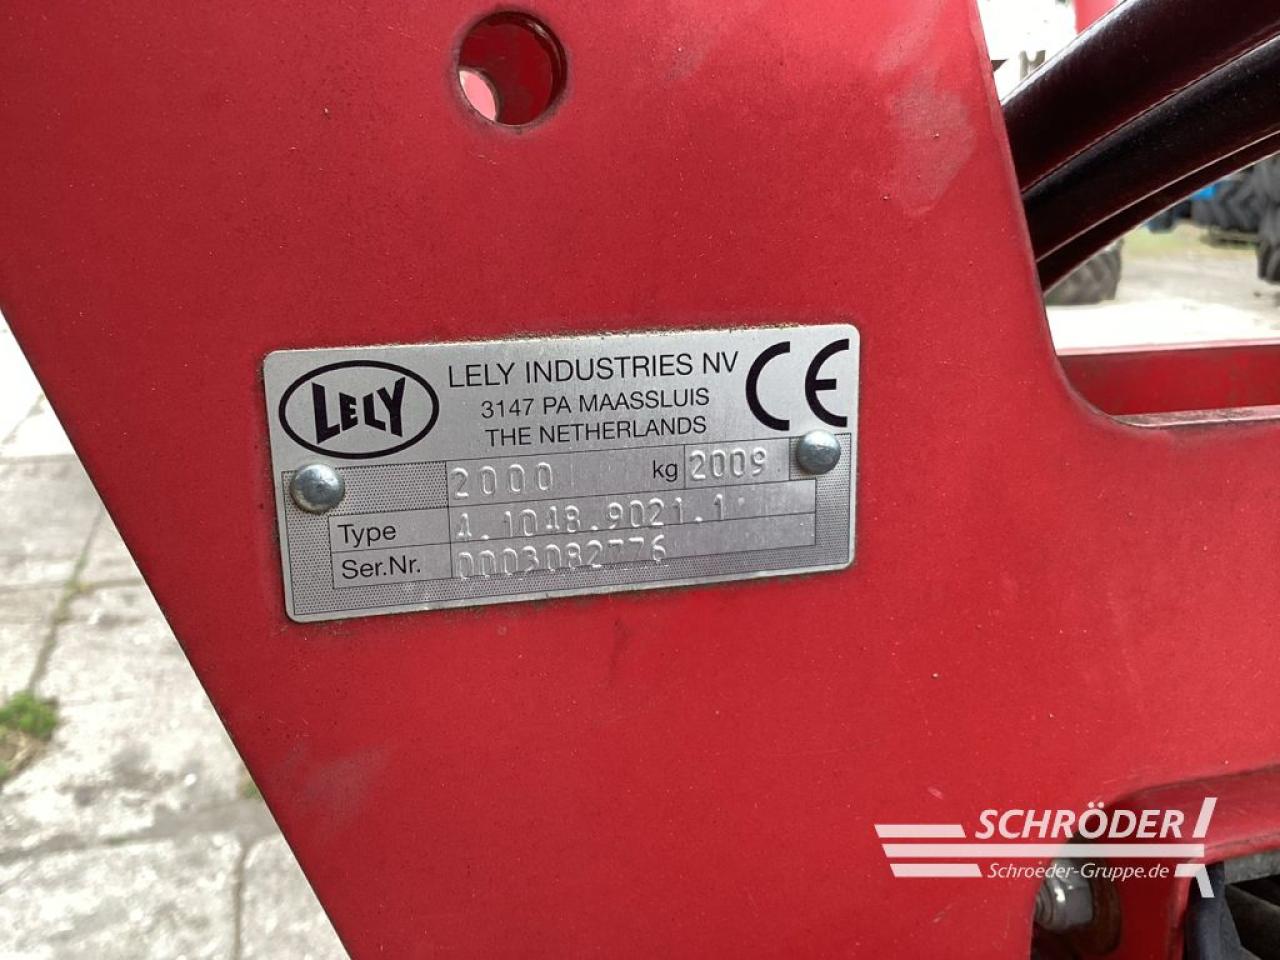 LELY
LELY INDUSTRIES NV
3147 PA MAASSLUIS
THE NETHERLANDS
CE
2000 kg 2009
Type 4.1048.9021.1
Ser.Nr. 0003082776
SCHRÖDER
Schroeder-Gruppe.de